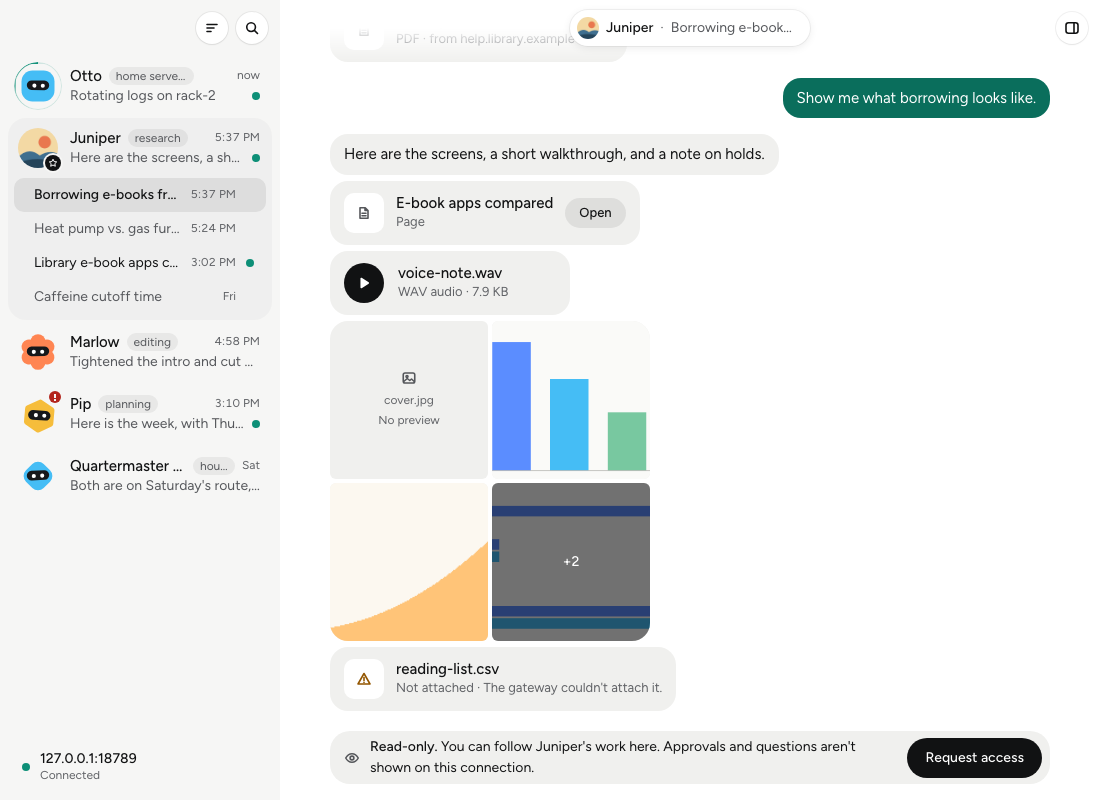 Otto home serve... now
Rotating logs on rack-2
Juniper research 5:37 PM
Here are the screens, a sh...
Borrowing e-books fr... 5:37 PM
Heat pump vs. gas fur... 5:24 PM
Library e-book apps c... 3:02 PM
Caffeine cutoff time Fri
Marlow editing 4:58 PM
Tightened the intro and cut ...
Pip planning 3:10 PM
Here is the week, with Thu...
Quartermaster ... hou... Sat
Both are on Saturday's route,...
127.0.0.1:18789
Connected
Juniper · Borrowing e-book...
PDF · from help.library.example
Show me what borrowing looks like.
Here are the screens, a short walkthrough, and a note on holds.
E-book apps compared
Page
Open
voice-note.wav
WAV audio · 7.9 KB
cover.jpg
No preview
+2
reading-list.csv
Not attached · The gateway couldn't attach it.
Read-only. You can follow Juniper's work here. Approvals and questions aren't
shown on this connection.
Request access